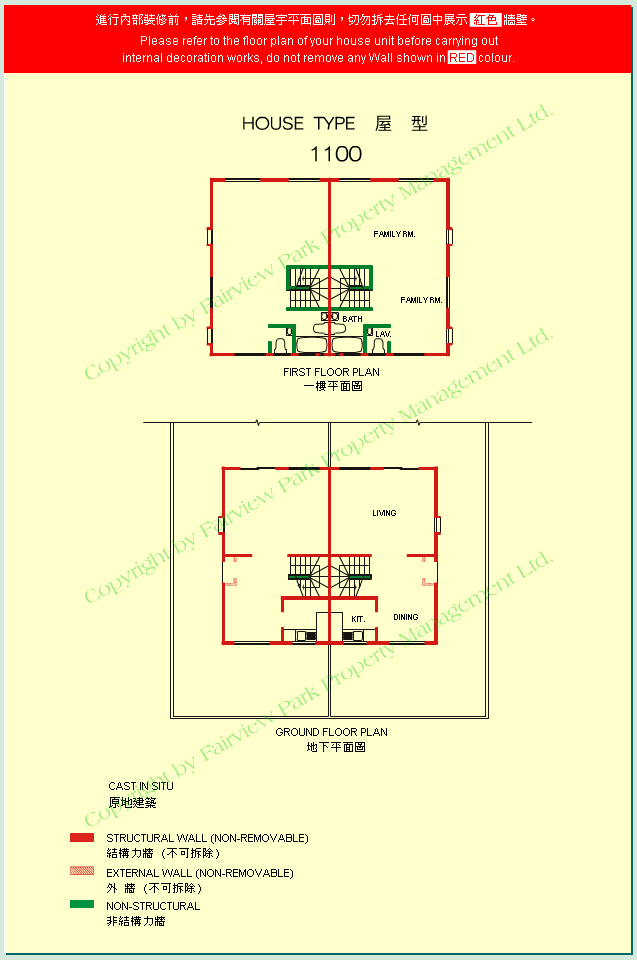 進行內部裝修前，請先參閱有關屋宇平面圖則，切勿拆去任何圖中展示 紅色 牆壁。
Please refer to the floor plan of your house unit before carrying out
internal decoration works, do not remove any Wall shown in RED colour.
HOUSE TYPE 屋 型
1100
Copyright by Fairview Park Property Management Ltd.
FAMILY RM.
FAMILY RM.
BATH
LAV.
FIRST FLOOR PLAN
一樓平面圖
Copyright by Fairview Park Property Management Ltd.
LIVING
KIT.
DINING
Copyright by Fairview Park Property Management Ltd.
GROUND FLOOR PLAN
地下平面圖
CAST IN SITU
原地建築
STRUCTURAL WALL (NON-REMOVABLE)
結構力牆 (不可拆除)
EXTERNAL WALL (NON-REMOVABLE)
外 牆 (不可拆除)
NON-STRUCTURAL
非結構力牆